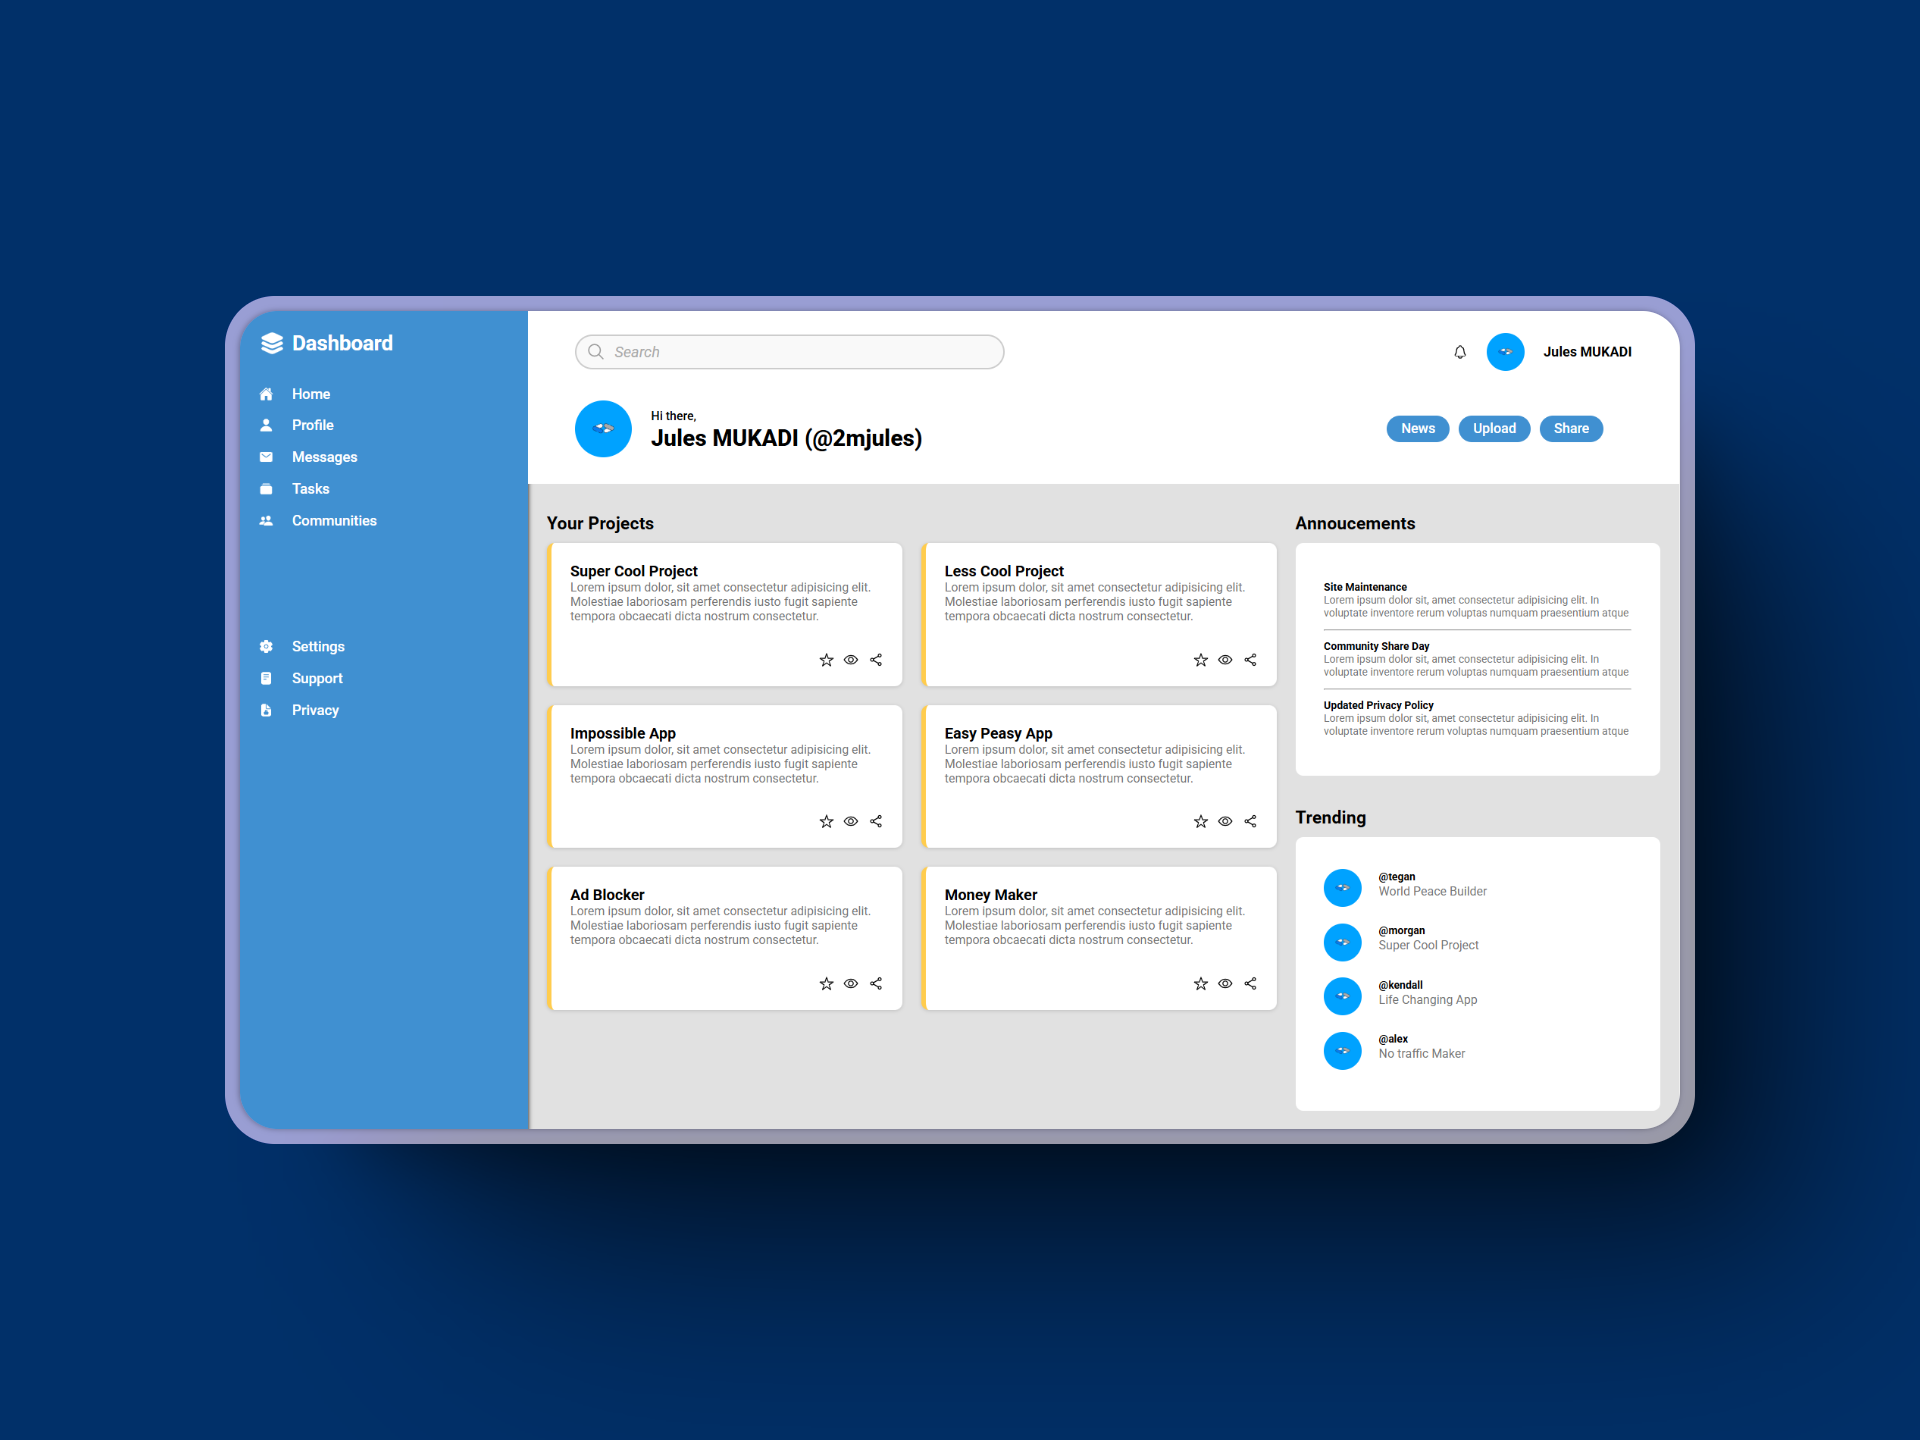 Dashboard
Home
Profile
Messages
Tasks
Communities
Settings
Support
Privacy
Search
Jules MUKADI
Hi there,
Jules MUKADI (@2mjules)
News
Upload
Share
Your Projects
Super Cool Project
Lorem ipsum dolor, sit amet consectetur adipisicing elit.
Molestiae laboriosam perferendis iusto fugit sapiente
tempora obcaecati dicta nostrum consectetur.
Less Cool Project
Lorem ipsum dolor, sit amet consectetur adipisicing elit.
Molestiae laboriosam perferendis iusto fugit sapiente
tempora obcaecati dicta nostrum consectetur.
Impossible App
Lorem ipsum dolor, sit amet consectetur adipisicing elit.
Molestiae laboriosam perferendis iusto fugit sapiente
tempora obcaecati dicta nostrum consectetur.
Easy Peasy App
Lorem ipsum dolor, sit amet consectetur adipisicing elit.
Molestiae laboriosam perferendis iusto fugit sapiente
tempora obcaecati dicta nostrum consectetur.
Ad Blocker
Lorem ipsum dolor, sit amet consectetur adipisicing elit.
Molestiae laboriosam perferendis iusto fugit sapiente
tempora obcaecati dicta nostrum consectetur.
Money Maker
Lorem ipsum dolor, sit amet consectetur adipisicing elit.
Molestiae laboriosam perferendis iusto fugit sapiente
tempora obcaecati dicta nostrum consectetur.
Annoucements
Site Maintenance
Lorem ipsum dolor sit, amet consectetur adipisicing elit. In
voluptate inventore rerum voluptas numquam praesentium atque
Community Share Day
Lorem ipsum dolor sit, amet consectetur adipisicing elit. In
voluptate inventore rerum voluptas numquam praesentium atque
Updated Privacy Policy
Lorem ipsum dolor sit, amet consectetur adipisicing elit. In
voluptate inventore rerum voluptas numquam praesentium atque
Trending
@tegan
World Peace Builder
@morgan
Super Cool Project
@kendall
Life Changing App
@alex
No traffic Maker